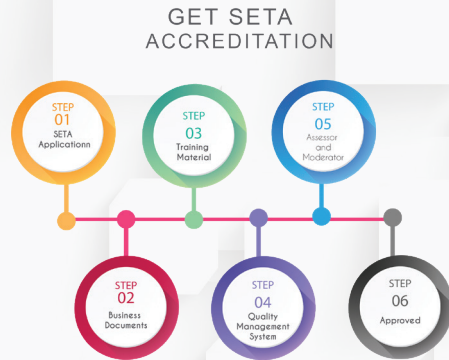 GET SETA
ACCREDITATION
STEP
01
SETA
Applicationn
STEP
02
Business
Documents
STEP
03
Training
Material
STEP
04
Quality
Management
System
STEP
05
Assessor
and
Moderator
STEP
06
Approved